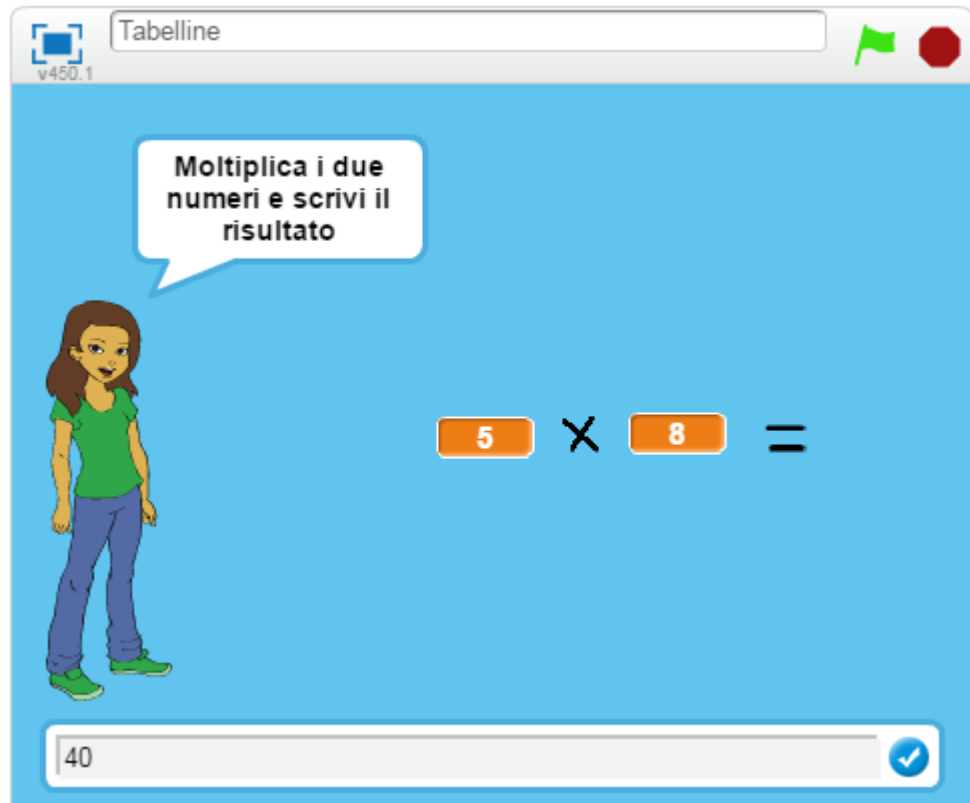 Tabelline
v450.1
Moltiplica i due
numeri e scrivi il
risultato
5 × 8 =
40